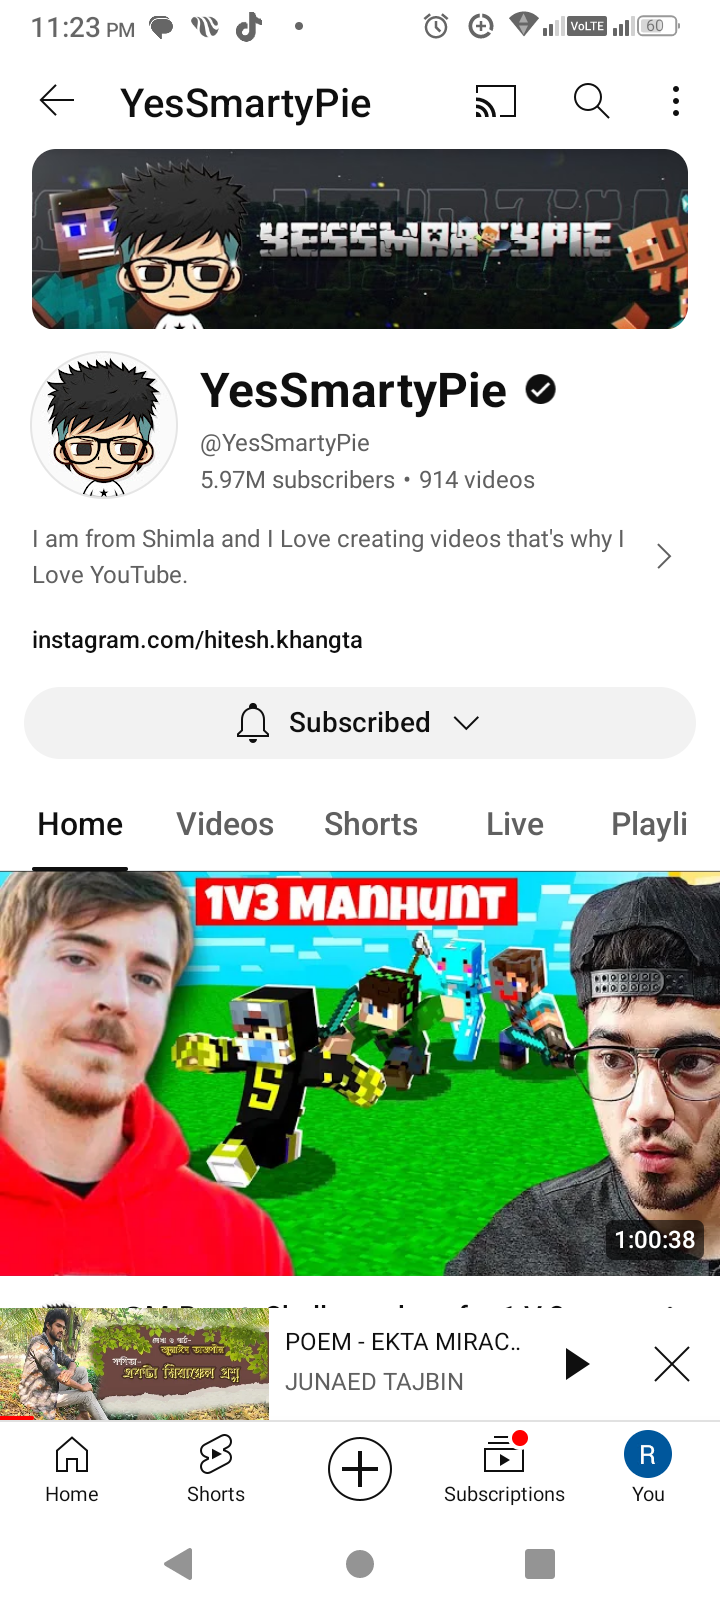 11:23 PM
VoLTE
60
YesSmartyPie
YESSMARTYPIE
YesSmartyPie
@YesSmartyPie
5.97M subscribers • 914 videos
I am from Shimla and I Love creating videos that's why I
Love YouTube.
instagram.com/hitesh.khangta
Subscribed
Home Videos Shorts Live Playli
1V3 MANHUNT
S
1:00:38
POEM - EKTA MIRAC..
JUNAED TAJBIN
একটা মিরাক্কেল প্রশ্ন
Home Shorts Subscriptions You
R